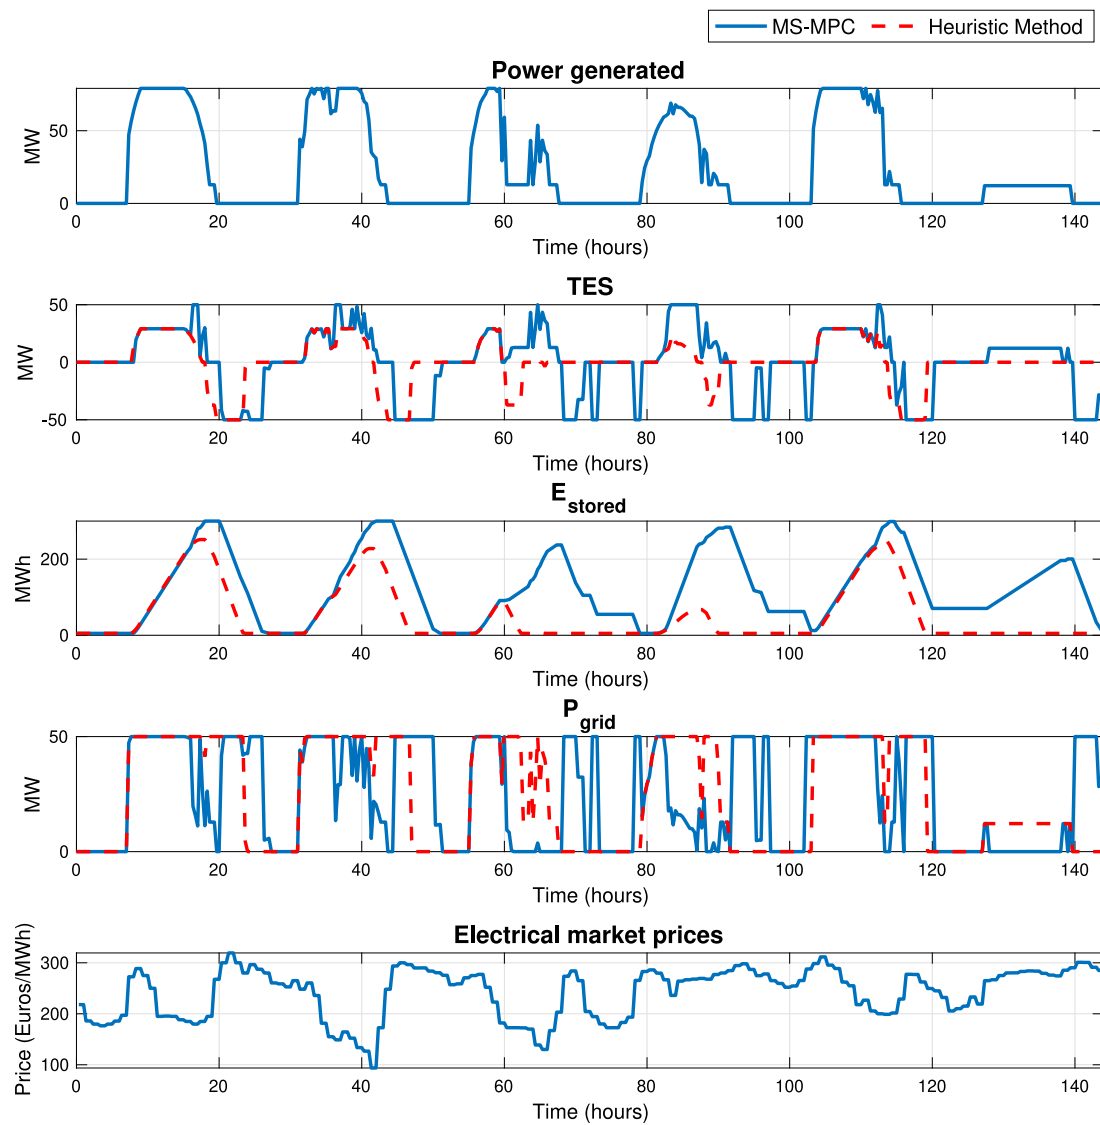 MS-MPC Heuristic Method
Power generated
MW
50
0
0 20 40 60 80 100 120 140
Time (hours)
TES
MW
50
0
-50
0 20 40 60 80 100 120 140
Time (hours)
E stored
MWh
200
0
0 20 40 60 80 100 120 140
Time (hours)
P grid
MW
50
0
0 20 40 60 80 100 120 140
Time (hours)
Electrical market prices
Price (Euros/MWh)
300
200
100
0 20 40 60 80 100 120 140
Time (hours)